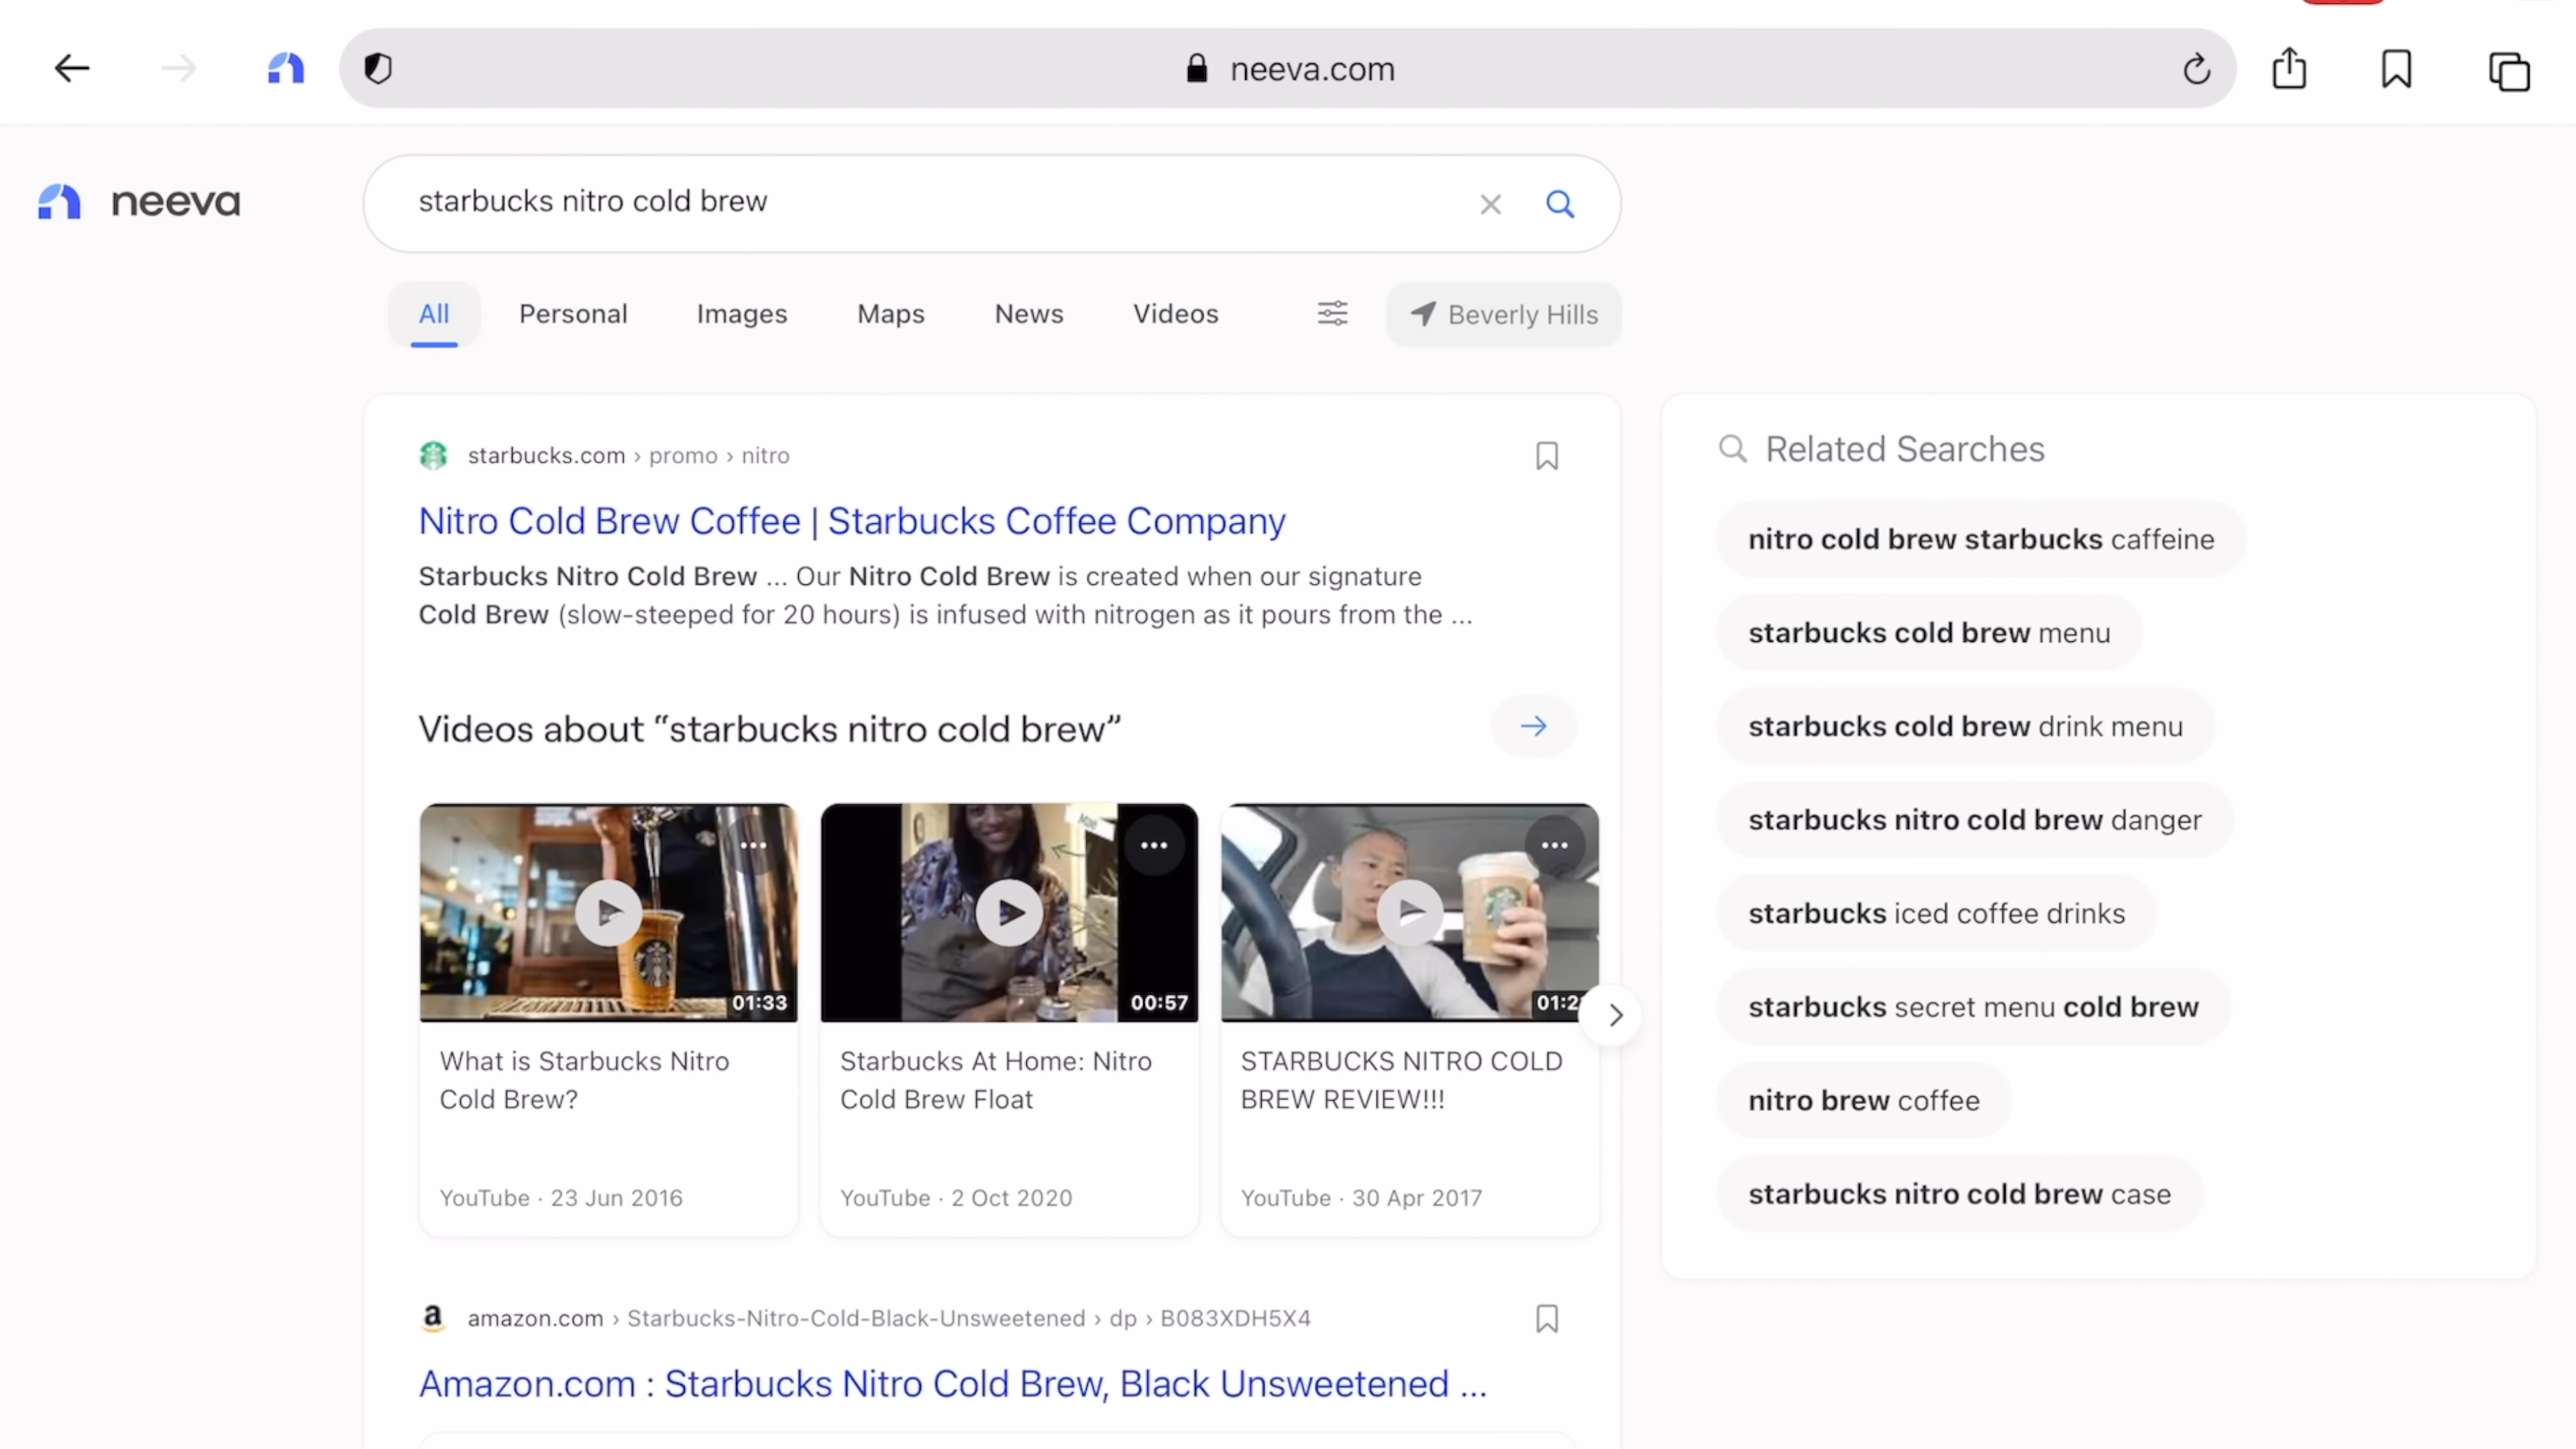 neeva.com
neeva
starbucks nitro cold brew
All Personal Images Maps News Videos Beverly Hills
starbucks.com › promo › nitro
Nitro Cold Brew Coffee | Starbucks Coffee Company
Starbucks Nitro Cold Brew ... Our Nitro Cold Brew is created when our signature
Cold Brew (slow-steeped for 20 hours) is infused with nitrogen as it pours from the ...
Videos about “starbucks nitro cold brew”
01:33
What is Starbucks Nitro
Cold Brew?
YouTube · 23 Jun 2016
00:57
Starbucks At Home: Nitro
Cold Brew Float
YouTube · 2 Oct 2020
STARBUCKS NITRO COLD
BREW REVIEW!!!
YouTube · 30 Apr 2017
amazon.com › Starbucks-Nitro-Cold-Black-Unsweetened › dp › B083XDH5X4
Amazon.com : Starbucks Nitro Cold Brew, Black Unsweetened ...
Related Searches
nitro cold brew starbucks caffeine
starbucks cold brew menu
starbucks cold brew drink menu
starbucks nitro cold brew danger
starbucks iced coffee drinks
starbucks secret menu cold brew
nitro brew coffee
starbucks nitro cold brew case